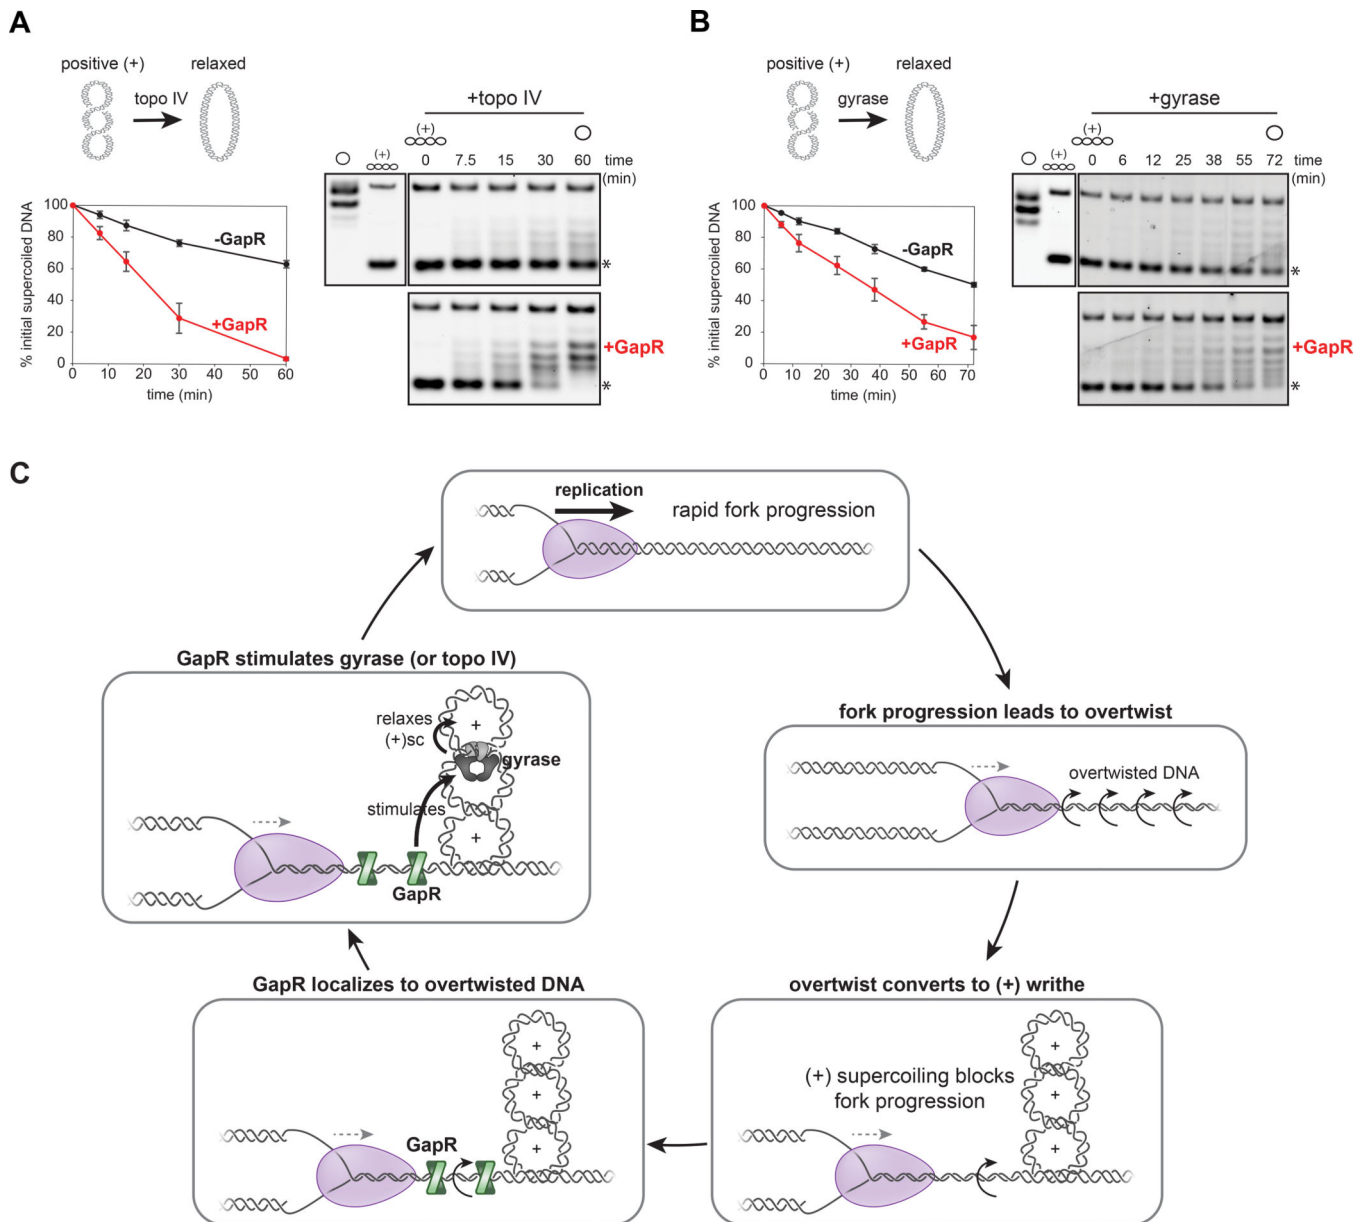 A
positive (+)
relaxed
topo IV
% initial supercoiled DNA
100
80
60
40
20
0
-GapR
+GapR
0
10
20
30
40
50
60
time (min)
+topo IV
(+)
(+)
0
7.5
15
30
60
time
(min)
*
+GapR
*
B
positive (+)
relaxed
gyrase
% initial supercoiled DNA
100
80
60
40
20
0
-GapR
+GapR
0
10
20
30
40
50
60
70
time (min)
+gyrase
(+)
(+)
0
6
12
25
38
55
72
time
(min)
*
+GapR
*
C
replication
rapid fork progression
fork progression leads to overtwist
overtwisted DNA
overtwist converts to (+) writhe
(+) supercoiling blocks
fork progression
+
+
+
GapR localizes to overtwisted DNA
GapR
+
+
+
GapR stimulates gyrase (or topo IV)
relaxes
(+)sc
+
gyrase
stimulates
+
GapR